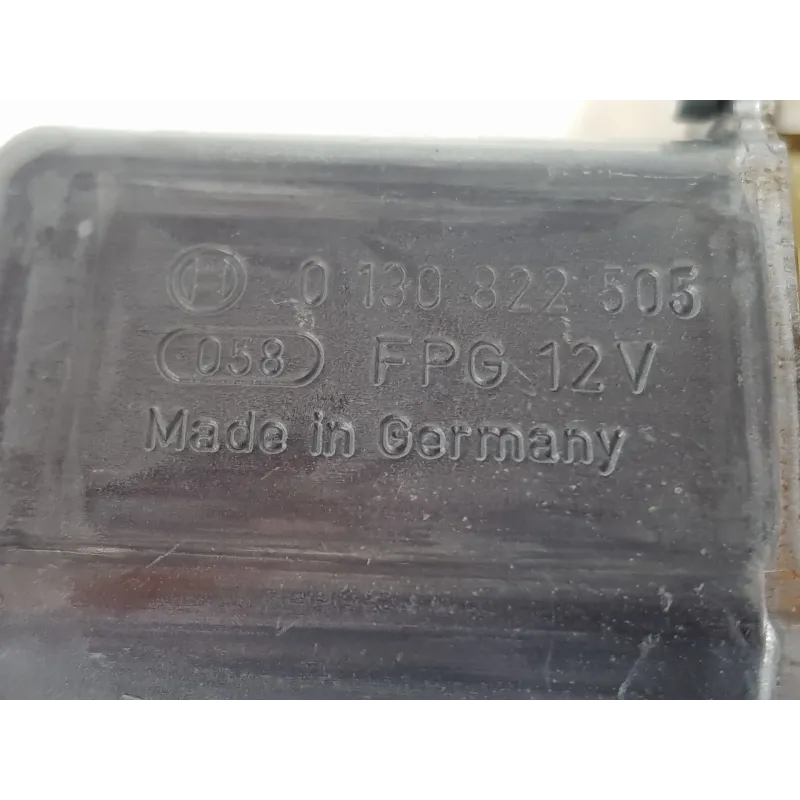 0 130 822 505
058 FPG 12V
Made in Germany